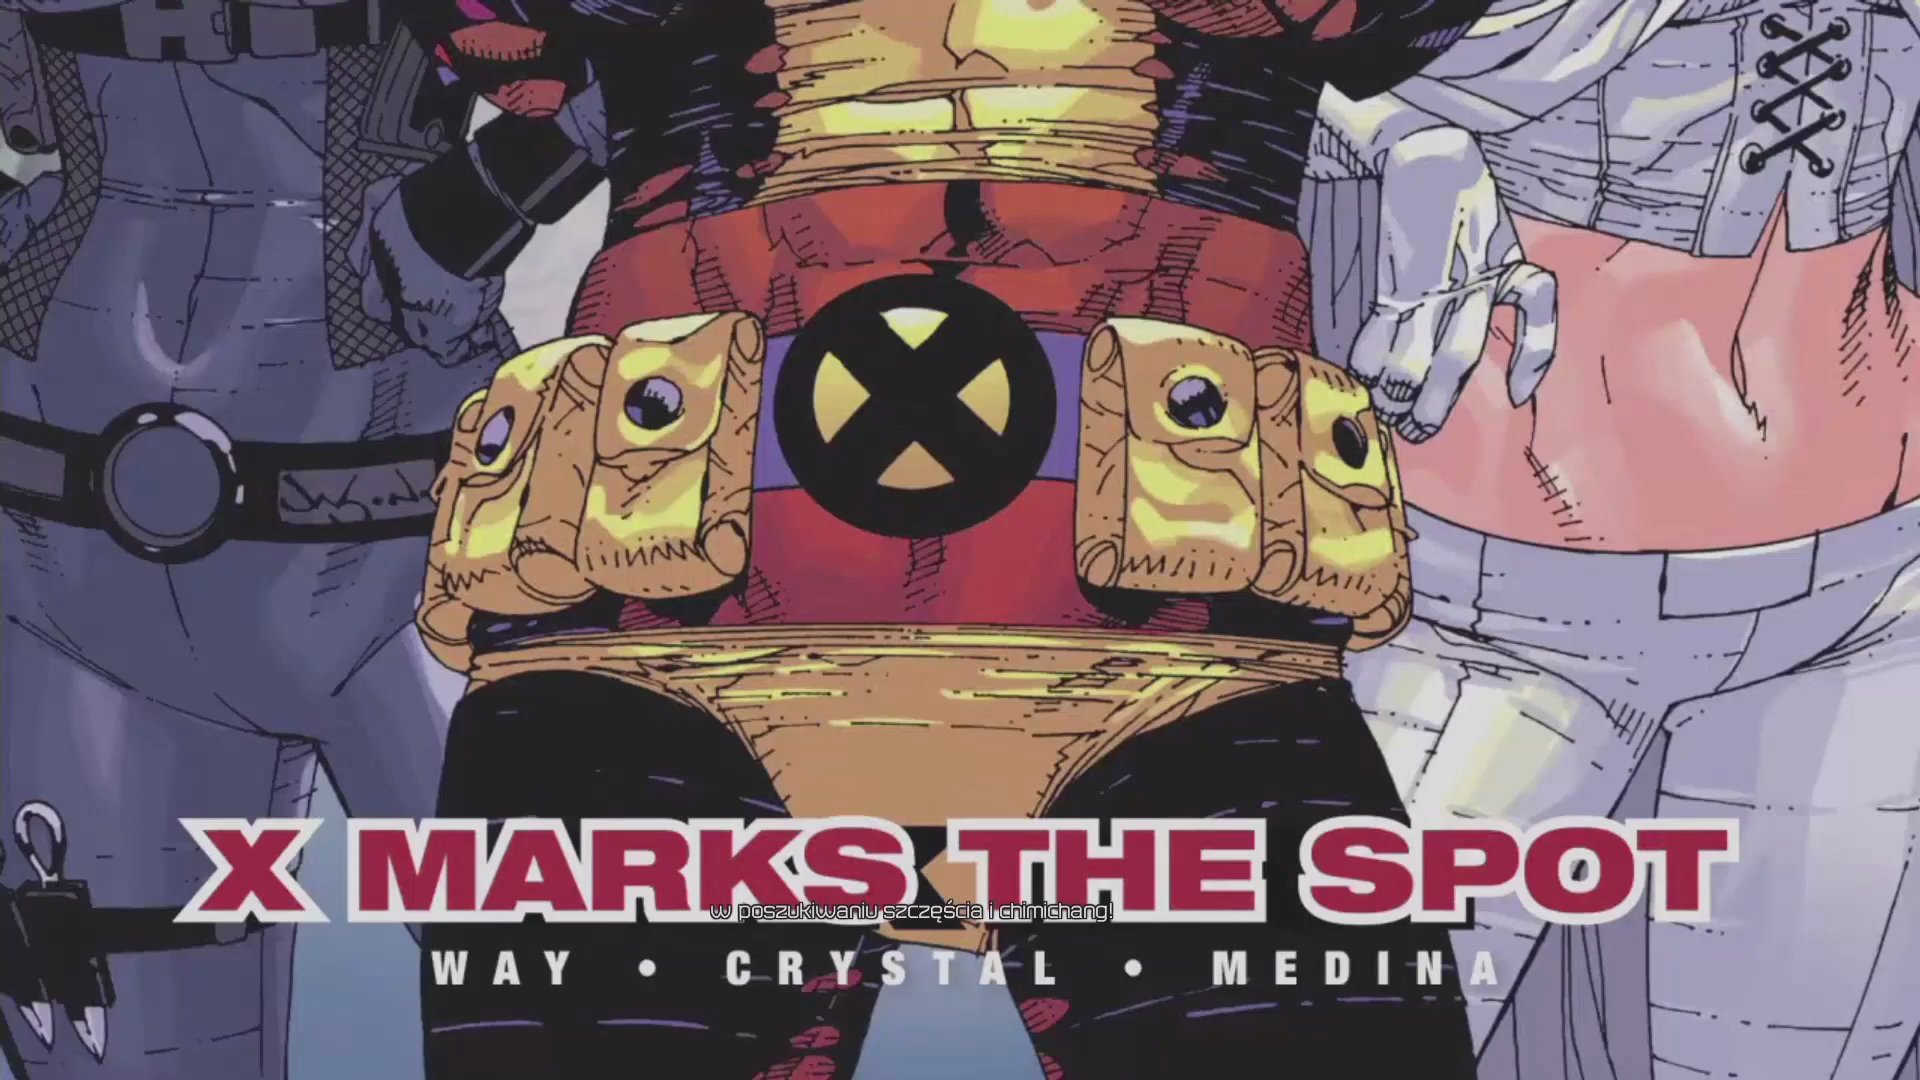 X MARKS THE SPOT
w poszukiwaniu szczęścia i chimichang!
WAY • CRYSTAL • MEDINA